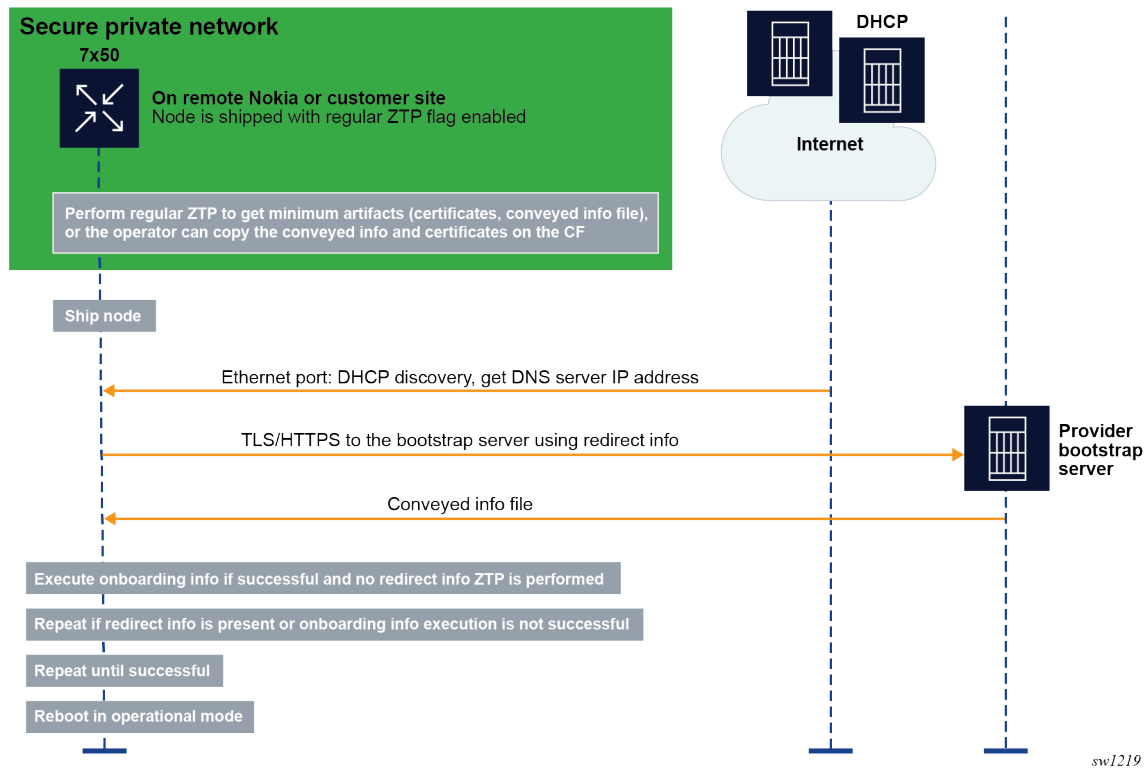 Secure private network
7x50
On remote Nokia or customer site
Node is shipped with regular ZTP flag enabled
DHCP
Internet
Perform regular ZTP to get minimum artifacts (certificates, conveyed info file),
or the operator can copy the conveyed info and certificates on the CF
Ship node
Ethernet port: DHCP discovery, get DNS server IP address
TLS/HTTPS to the bootstrap server using redirect info
Provider
bootstrap
server
Conveyed info file
Execute onboarding info if successful and no redirect info ZTP is performed
Repeat if redirect info is present or onboarding info execution is not successful
Repeat until successful
Reboot in operational mode
sw1219